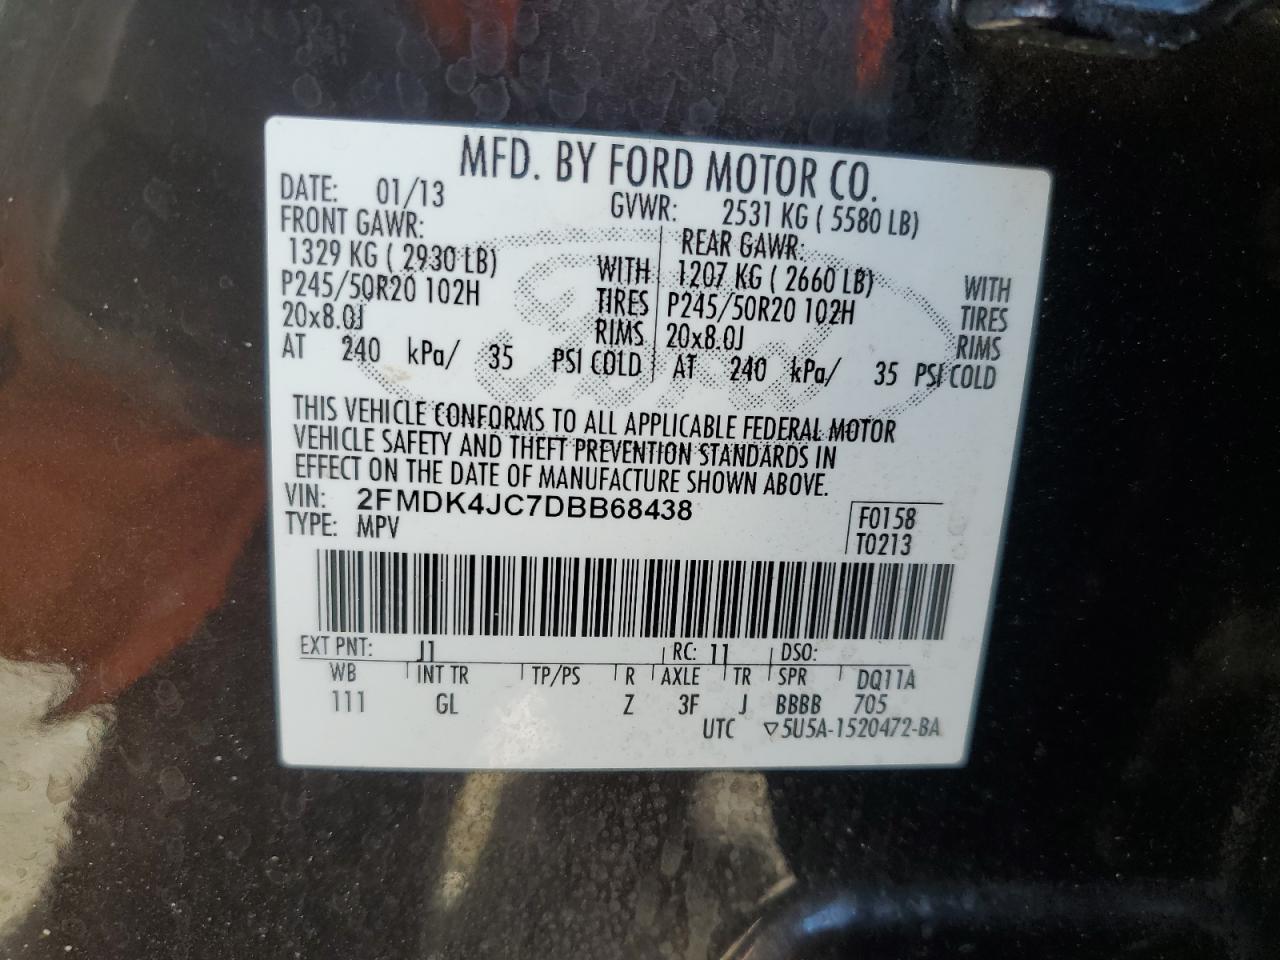 MFD. BY FORD MOTOR CO.
DATE: 01/13 GVWR: 2531 KG ( 5580 LB)
FRONT GAWR: REAR GAWR:
1329 KG ( 2930 LB) WITH 1207 KG ( 2660 LB) WITH
P245/50R20 102H TIRES P245/50R20 102H TIRES
20x8.0J RIMS 20x8.0J RIMS
AT 240 kPa/ 35 PSI COLD AT 240 kPa/ 35 PSI COLD
THIS VEHICLE CONFORMS TO ALL APPLICABLE FEDERAL MOTOR
VEHICLE SAFETY AND THEFT PREVENTION STANDARDS IN
EFFECT ON THE DATE OF MANUFACTURE SHOWN ABOVE.
VIN: 2FMDK4JC7DBB68438 F0158
TYPE: MPV T0213
EXT PNT: J1 RC: 11 DSO:
WB INT TR TP/PS R AXLE TR SPR DQ11A
111 GL Z 3F J BBBB 705
UTC ▽5U5A-1520472-BA